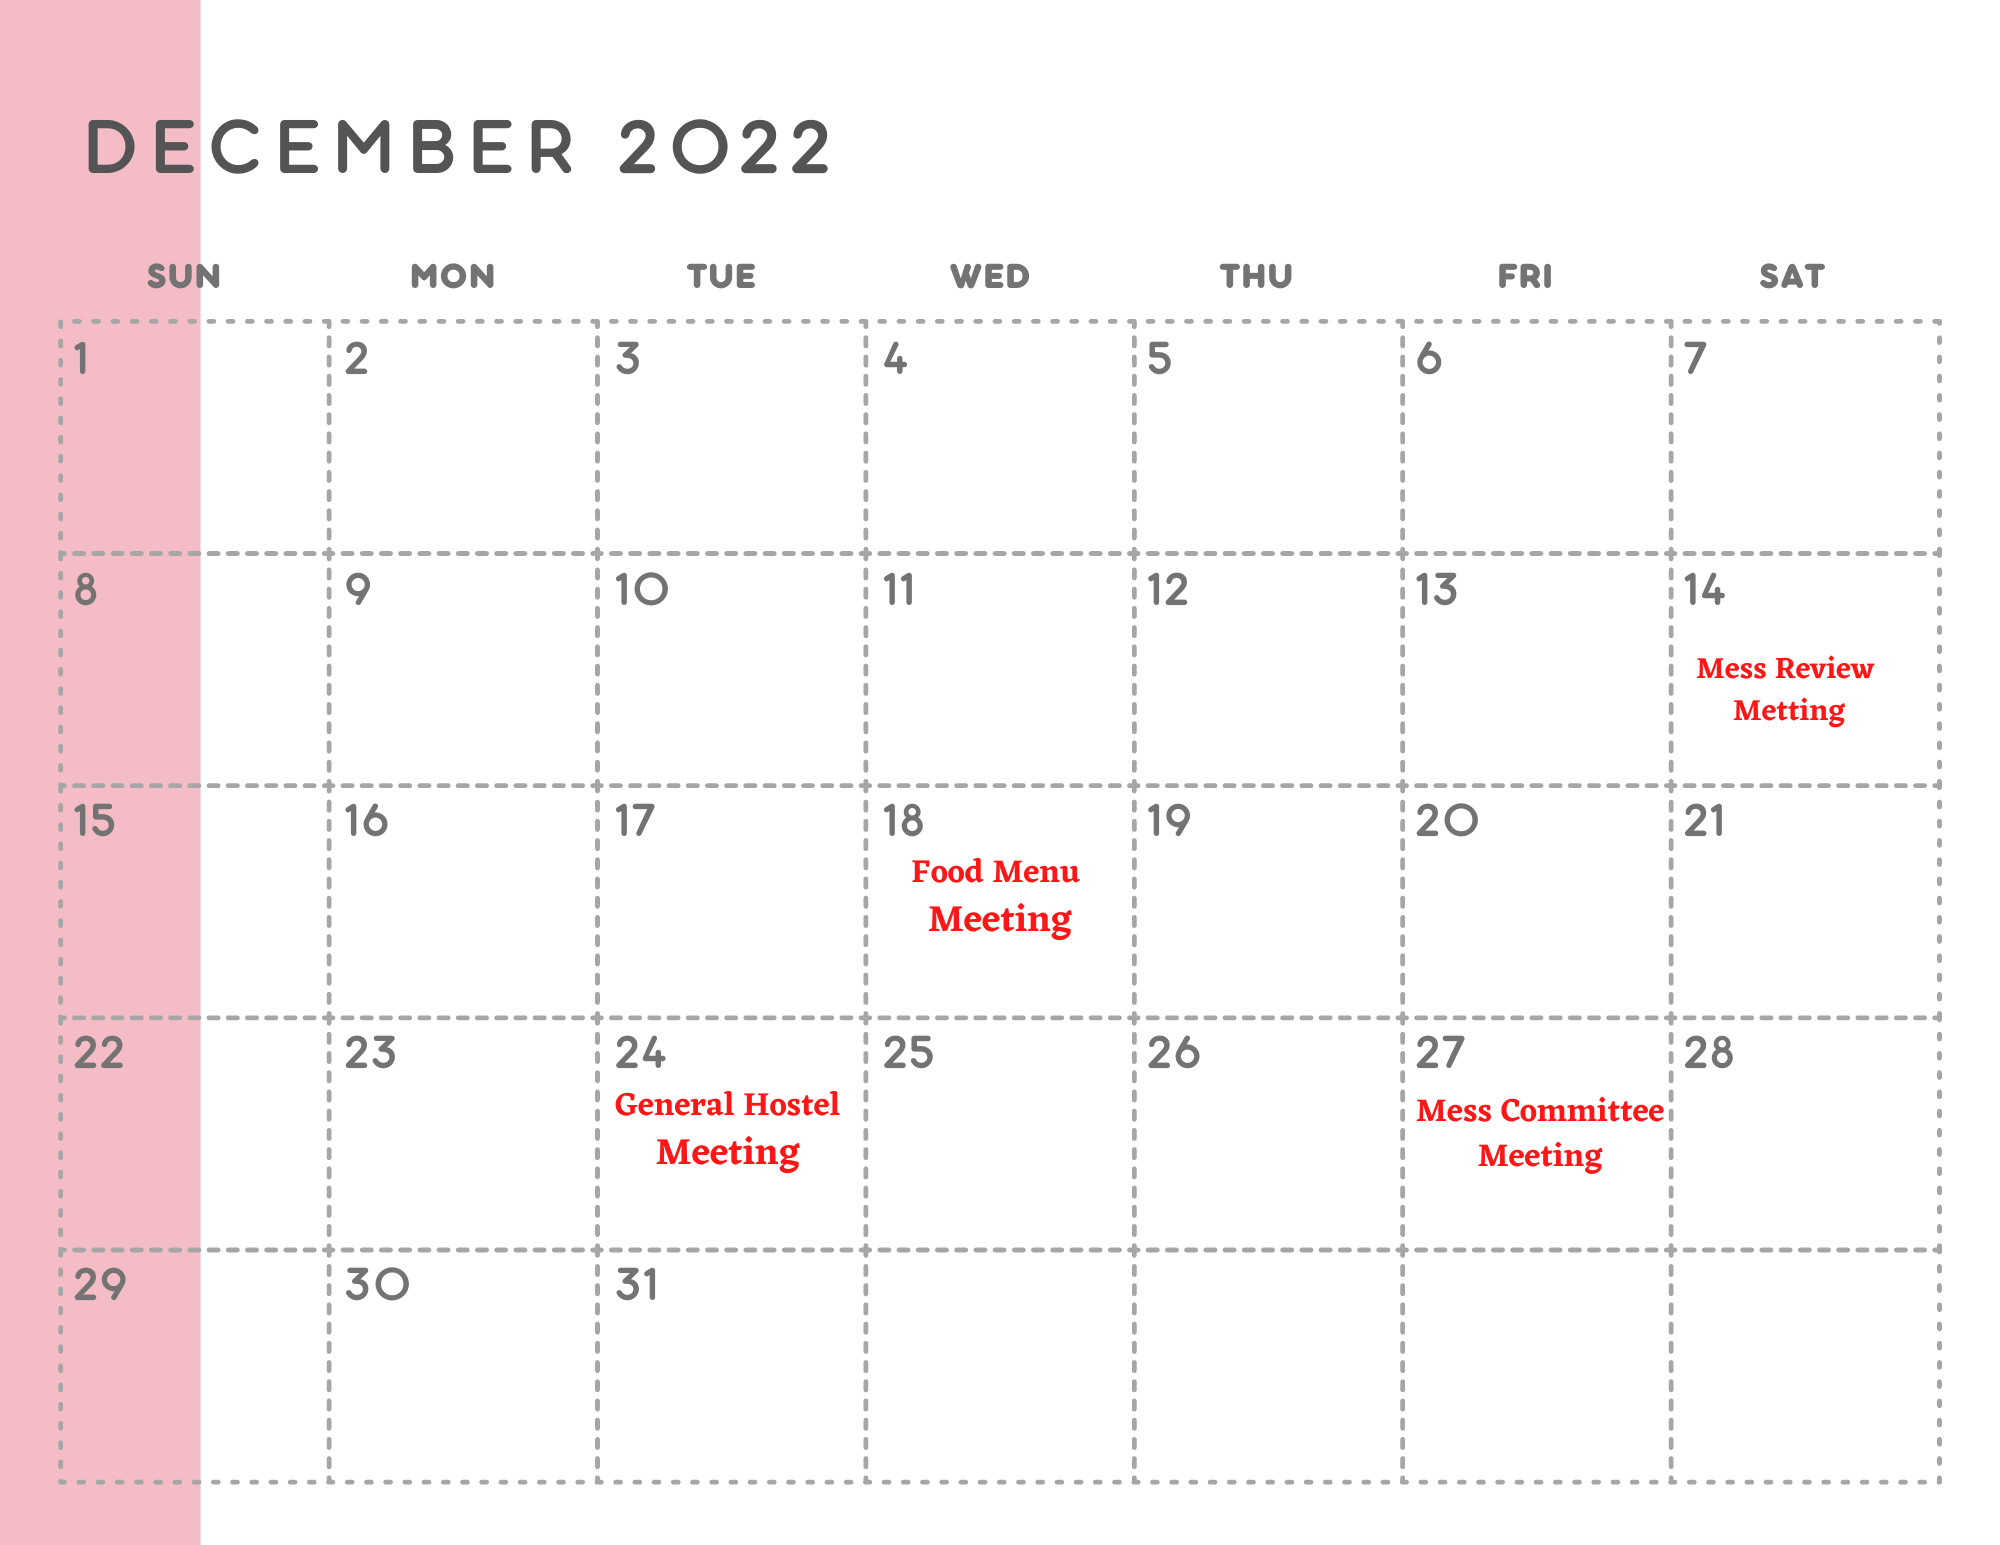 DECEMBER 2022
SUN MON TUE WED THU FRI SAT
1 2 3 4 5 6 7
8 9 10 11 12 13 14
Mess Review
Metting
15 16 17 18 19 20 21
Food Menu
Meeting
22 23 24 25 26 27 28
General Hostel
Meeting
Mess Committee
Meeting
29 30 31